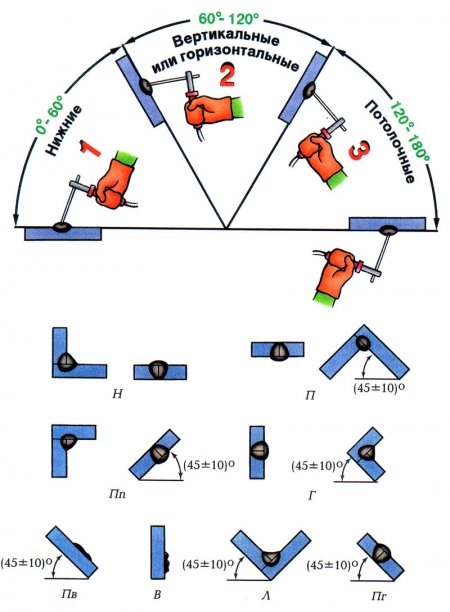 60°-120°
Вертикальные
или горизонтальные
2
0°-60°
Нижние
1
120°-180°
Потолочные
3
(45±10)°
Н
П
(45±10)°
(45±10)°
Пп
Г
(45±10)°
(45±10)°
(45±10)°
Пв
В
Л
Пг